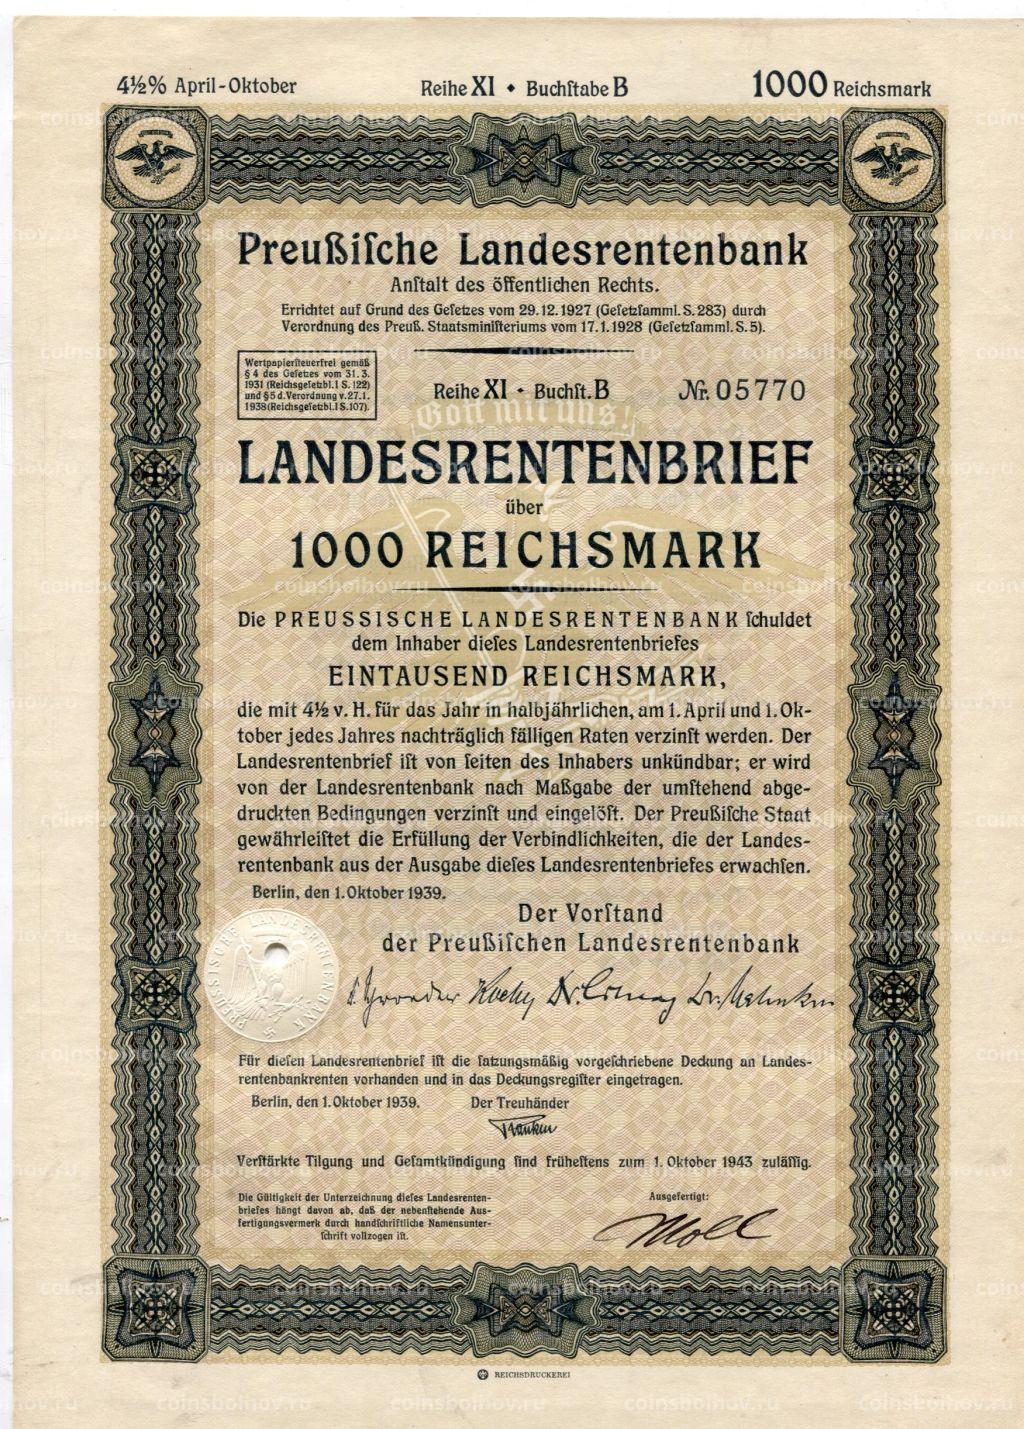 4½% April-Oktober
Reihe XI ⬥ Buchſtabe B
1000 Reichsmark
Preußiſche Landesrentenbank
Anſtalt des öffentlichen Rechts.
Errichtet auf Grund des Geſetzes vom 29.12.1927 (Geſetzſamml. S. 283) durch
Verordnung des Preuß. Staatsminiſteriums vom 17.1.1928 (Geſetzſamml. S. 5).
Wertpapierſteuerfrei gemäß
§ 4 des Geſetzes vom 31. 3.
1931 (Reichsgeſetzbl. I S. 122)
und § 5 d. Verordnung v. 27.1.
1938 (Reichsgeſetzbl. I S. 107).
Reihe XI ⬥ Buchſt. B
Nr. 05770
Gott mit uns!
LANDESRENTENBRIEF
über
1000 REICHSMARK
Die PREUSSISCHE LANDESRENTENBANK ſchuldet
dem Inhaber dieſes Landesrentenbriefes
EINTAUSEND REICHSMARK,
die mit 4½ v. H. für das Jahr in halbjährlichen, am 1. April und 1. Ok-
tober jedes Jahres nachträglich fälligen Raten verzinſt werden. Der
Landesrentenbrief iſt von ſeiten des Inhabers unkündbar; er wird
von der Landesrentenbank nach Maßgabe der umſtehend abge-
druckten Bedingungen verzinſt und eingelöſt. Der Preußiſche Staat
gewährleiſtet die Erfüllung der Verbindlichkeiten, die der Landes-
rentenbank aus der Ausgabe dieſes Landesrentenbriefes erwachſen.
Berlin, den 1. Oktober 1939.
Der Vorſtand
der Preußiſchen Landesrentenbank
PREUSSISCHE LANDESRENTENBANK
Für dieſen Landesrentenbrief iſt die ſatzungsmäßig vorgeſchriebene Deckung an Landes-
rentenbankrenten vorhanden und in das Deckungsregiſter eingetragen.
Berlin, den 1. Oktober 1939.
Der Treuhänder
Verſtärkte Tilgung und Geſamtkündigung ſind früheſtens zum 1. Oktober 1943 zuläſſig.
Die Gültigkeit der Unterzeichnung dieſes Landesrenten-
briefes hängt davon ab, daß der nebenſtehende Aus-
fertigungsvermerk durch handſchriftliche Namensunter-
ſchrift vollzogen iſt.
Ausgefertigt:
Moll
REICHSDRUCKEREI
coinsbolhov.ru